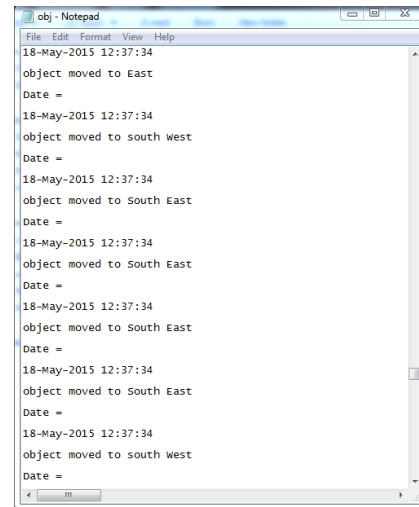 obj - Notepad
File Edit Format View Help
18-May-2015 12:37:34
object moved to East
Date =
18-May-2015 12:37:34
object moved to south West
Date =
18-May-2015 12:37:34
object moved to South East
Date =
18-May-2015 12:37:34
object moved to South East
Date =
18-May-2015 12:37:34
object moved to South East
Date =
18-May-2015 12:37:34
object moved to South East
Date =
18-May-2015 12:37:34
object moved to south West
Date =